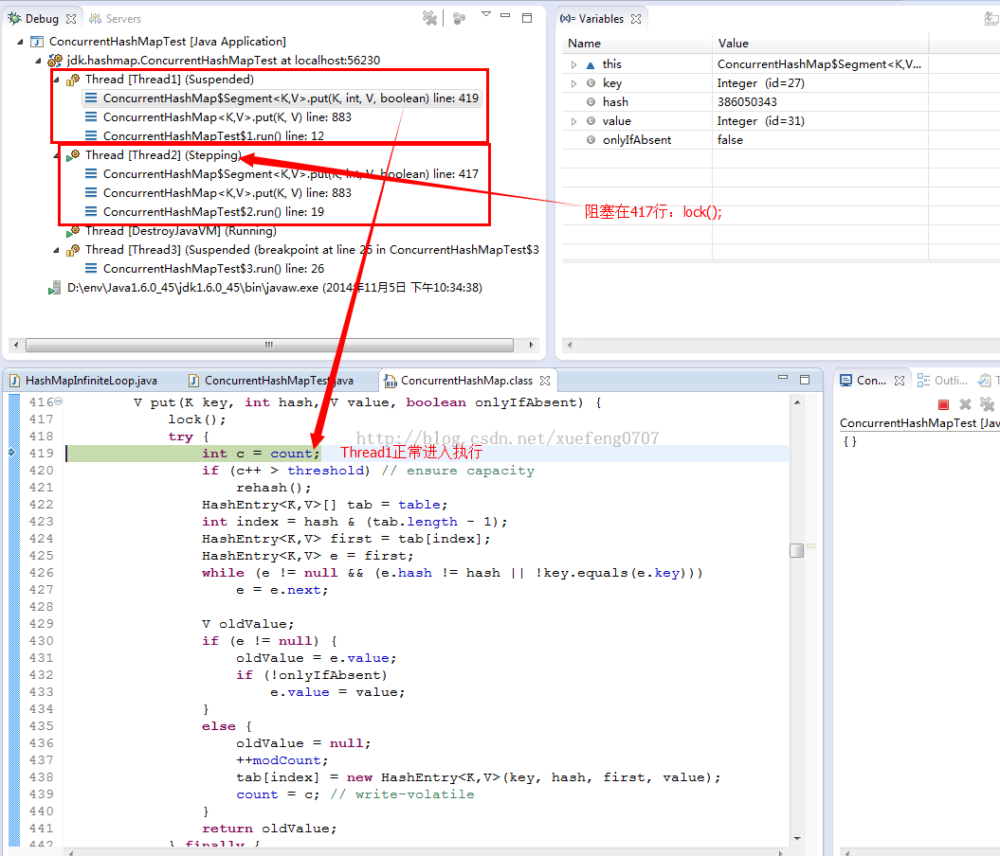 Debug Servers
ConcurrentHashMapTest [Java Application]
jdk.hashmap.ConcurrentHashMapTest at localhost:56230
Thread [Thread1] (Suspended)
ConcurrentHashMap$Segment<K,V>.put(K, int, V, boolean) line: 419
ConcurrentHashMap<K,V>.put(K, V) line: 883
ConcurrentHashMapTest$1.run() line: 12
Thread [Thread2] (Stepping)
ConcurrentHashMap$Segment<K,V>.put(K, int, V, boolean) line: 417
ConcurrentHashMap<K,V>.put(K, V) line: 883
ConcurrentHashMapTest$2.run() line: 19
Thread [DestroyJavaVM] (Running)
Thread [Thread3] (Suspended (breakpoint at line 26 in ConcurrentHashMapTest$3
ConcurrentHashMapTest$3.run() line: 26
D:\env\Java1.6.0_45\jdk1.6.0_45\bin\javaw.exe (2014年11月5日 下午10:34:38)
(x)= Variables
Name Value
this ConcurrentHashMap$Segment<K,V...
key Integer (id=27)
hash 386050343
value Integer (id=31)
onlyIfAbsent false
阻塞在417行：lock();
HashMapInfiniteLoop.java ConcurrentHashMapTest.java ConcurrentHashMap.class
416 V put(K key, int hash, V value, boolean onlyIfAbsent) {
417 lock();
418 try {
http://blog.csdn.net/xuefeng0707
419 int c = count; Thread1正常进入执行
420 if (c++ > threshold) // ensure capacity
421 rehash();
422 HashEntry<K,V>[] tab = table;
423 int index = hash & (tab.length - 1);
424 HashEntry<K,V> first = tab[index];
425 HashEntry<K,V> e = first;
426 while (e != null && (e.hash != hash || !key.equals(e.key)))
427 e = e.next;
428
429 V oldValue;
430 if (e != null) {
431 oldValue = e.value;
432 if (!onlyIfAbsent)
433 e.value = value;
434 }
435 else {
436 oldValue = null;
437 ++modCount;
438 tab[index] = new HashEntry<K,V>(key, hash, first, value);
439 count = c; // write-volatile
440 }
441 return oldValue;
442 } finally {
Con... Outli... T
ConcurrentHashMapTest [Jav
{}